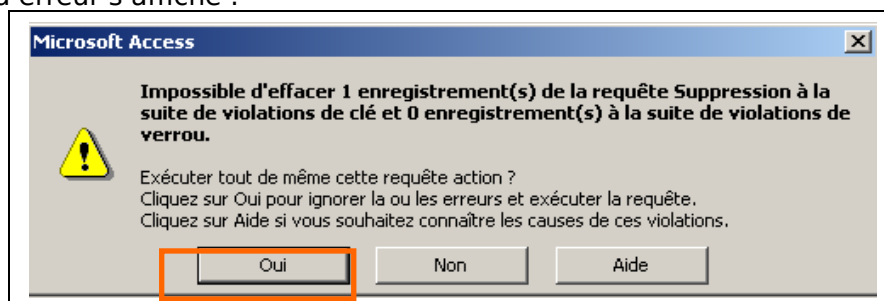 d'erreur s'affiche :
Microsoft Access
Impossible d'effacer 1 enregistrement(s) de la requête Suppression à la
suite de violations de clé et 0 enregistrement(s) à la suite de violations de
verrou.
Exécuter tout de même cette requête action ?
Cliquez sur Oui pour ignorer la ou les erreurs et exécuter la requête.
Cliquez sur Aide si vous souhaitez connaître les causes de ces violations.
Oui
Non
Aide